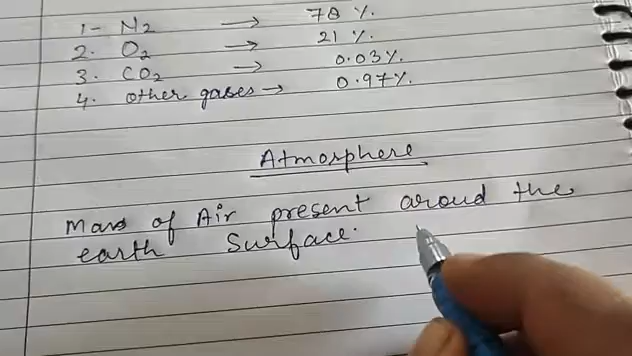 1- N2 → 78 %.
2. O2 → 21 %.
3. CO2 → 0.03%.
4. other gases → 0.97%.
Atmosphere
Mass of Air present aroud the
earth Surface.